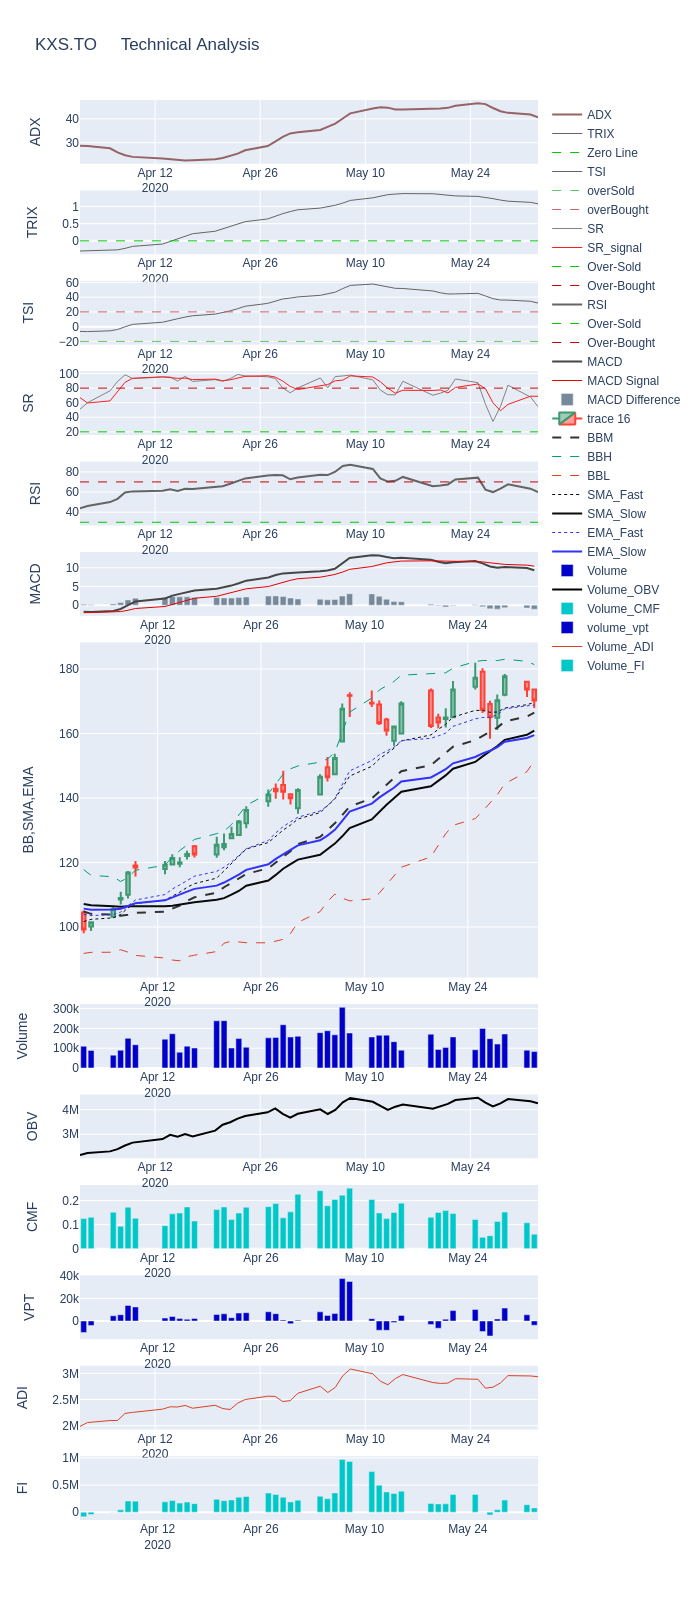 KXS.TO     Technical Analysis
ADX
40
30
Apr 12
2020
Apr 26
May 10
May 24
TRIX
1
0.5
0
Apr 12
2020
Apr 26
May 10
May 24
TSI
60
40
20
0
−20
Apr 12
2020
Apr 26
May 10
May 24
SR
100
80
60
40
20
Apr 12
2020
Apr 26
May 10
May 24
RSI
80
60
40
Apr 12
2020
Apr 26
May 10
May 24
MACD
10
5
0
Apr 12
2020
Apr 26
May 10
May 24
BB,SMA,EMA
180
160
140
120
100
Apr 12
2020
Apr 26
May 10
May 24
Volume
300k
200k
100k
0
Apr 12
2020
Apr 26
May 10
May 24
OBV
4M
3M
Apr 12
2020
Apr 26
May 10
May 24
CMF
0.2
0.1
0
Apr 12
2020
Apr 26
May 10
May 24
VPT
40k
20k
0
Apr 12
2020
Apr 26
May 10
May 24
ADI
3M
2.5M
2M
Apr 12
2020
Apr 26
May 10
May 24
FI
1M
0.5M
0
Apr 12
2020
Apr 26
May 10
May 24
ADX
TRIX
Zero Line
TSI
overSold
overBought
SR
SR_signal
Over-Sold
Over-Bought
RSI
Over-Sold
Over-Bought
MACD
MACD Signal
MACD Difference
trace 16
BBM
BBH
BBL
SMA_Fast
SMA_Slow
EMA_Fast
EMA_Slow
Volume
Volume_OBV
Volume_CMF
volume_vpt
Volume_ADI
Volume_FI